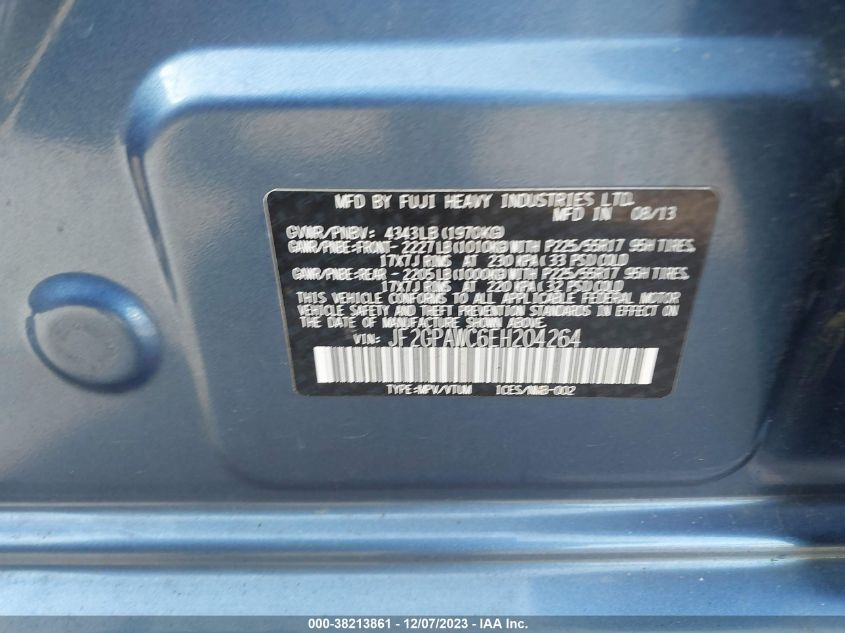 MFD BY FUJI HEAVY INDUSTRIES LTD.
MFD IN 08/13
GVWR/PNBV: 4343LB(1970KG)
GAWR/PNBE:FRONT-2227LB(1010KG)WITH P225/55R17 95H TIRES,
17X7J RIMS AT 230 KPA(33 PSI)COLD
GAWR/PNBE:REAR -2205LB(1000KG)WITH P225/55R17 95H TIRES,
17X7J RIMS AT 220 KPA(32 PSI)COLD
THIS VEHICLE CONFORMS TO ALL APPLICABLE FEDERAL MOTOR
VEHICLE SAFETY AND THEFT PREVENTION STANDARDS IN EFFECT ON
THE DATE OF MANUFACTURE SHOWN ABOVE.
VIN: JF2GPAWC6EH204264
TYPE:MPV/VTUM ICES/NMB-002
000-38213861 - 12/07/2023 - IAA Inc.